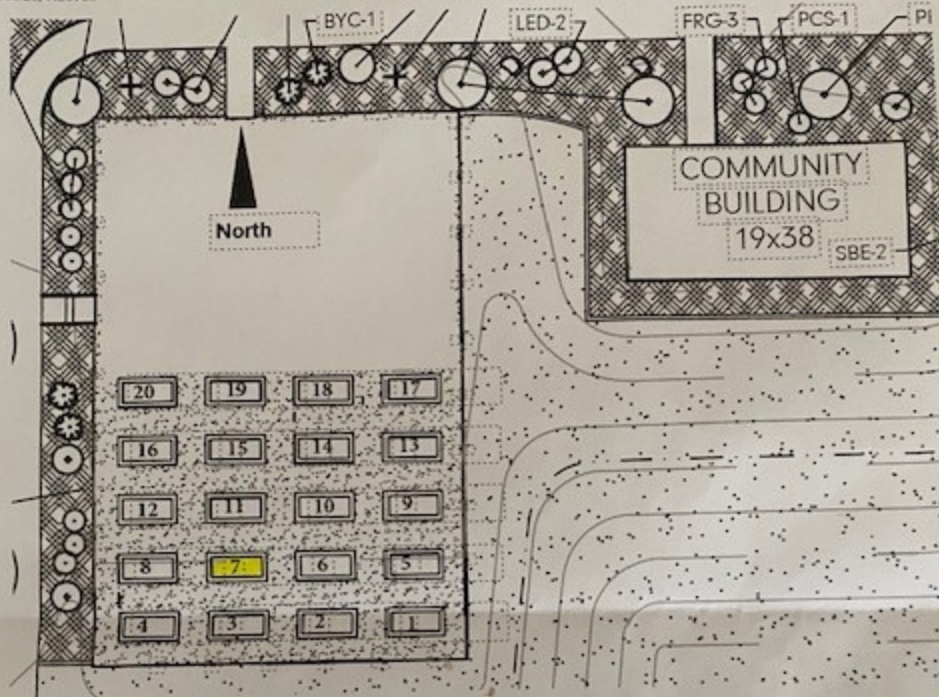 BYC-1
LED-2
FRG-3
PCS-1
COMMUNITY
BUILDING
19x38
SBE-2
North
20 19 18 17
16 15 14 13
12 11 10 9
8 7 6 5
4 3 2 1